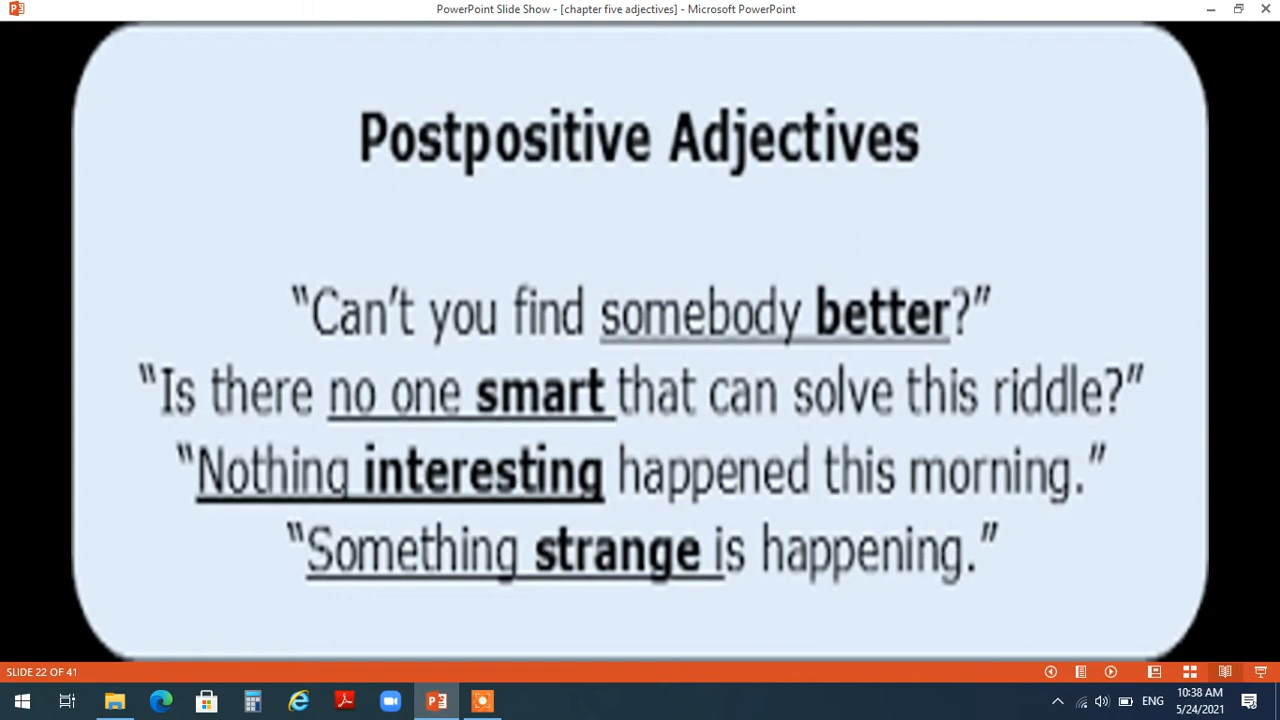 PowerPoint Slide Show - [chapter five adjectives] - Microsoft PowerPoint
Postpositive Adjectives
“Can’t you find somebody better?”
“Is there no one smart that can solve this riddle?”
“Nothing interesting happened this morning.”
“Something strange is happening.”
SLIDE 22 OF 41
ENG
10:38 AM
5/24/2021